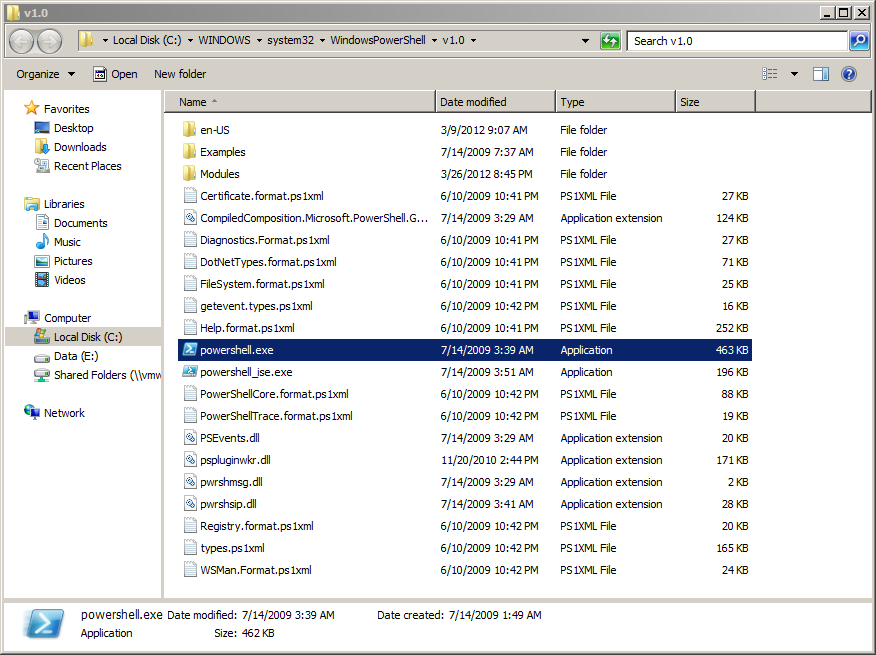 v1.0
Local Disk (C:) WINDOWS system32 WindowsPowerShell v1.0 Search v1.0
Organize Open New folder
Favorites
Desktop
Downloads
Recent Places
Libraries
Documents
Music
Pictures
Videos
Computer
Local Disk (C:)
Data (E:)
Shared Folders (\\vmw
Network
Name Date modified Type Size
en-US 3/9/2012 9:07 AM File folder
Examples 7/14/2009 7:37 AM File folder
Modules 3/26/2012 8:45 PM File folder
Certificate.format.ps1xml 6/10/2009 10:41 PM PS1XML File 27 KB
CompiledComposition.Microsoft.PowerShell.G... 7/14/2009 3:29 AM Application extension 124 KB
Diagnostics.Format.ps1xml 6/10/2009 10:41 PM PS1XML File 27 KB
DotNetTypes.format.ps1xml 6/10/2009 10:41 PM PS1XML File 71 KB
FileSystem.format.ps1xml 6/10/2009 10:41 PM PS1XML File 25 KB
getevent.types.ps1xml 6/10/2009 10:42 PM PS1XML File 16 KB
Help.format.ps1xml 6/10/2009 10:41 PM PS1XML File 252 KB
powershell.exe 7/14/2009 3:39 AM Application 463 KB
powershell_ise.exe 7/14/2009 3:51 AM Application 196 KB
PowerShellCore.format.ps1xml 6/10/2009 10:42 PM PS1XML File 88 KB
PowerShellTrace.format.ps1xml 6/10/2009 10:42 PM PS1XML File 19 KB
PSEvents.dll 7/14/2009 3:29 AM Application extension 20 KB
pspluginwkr.dll 11/20/2010 2:44 PM Application extension 171 KB
pwrshmsg.dll 7/14/2009 3:29 AM Application extension 2 KB
pwrshsip.dll 7/14/2009 3:41 AM Application extension 28 KB
Registry.format.ps1xml 6/10/2009 10:42 PM PS1XML File 20 KB
types.ps1xml 6/10/2009 10:42 PM PS1XML File 165 KB
WSMan.Format.ps1xml 6/10/2009 10:42 PM PS1XML File 24 KB
powershell.exe Date modified: 7/14/2009 3:39 AM Date created: 7/14/2009 1:49 AM
Application Size: 462 KB